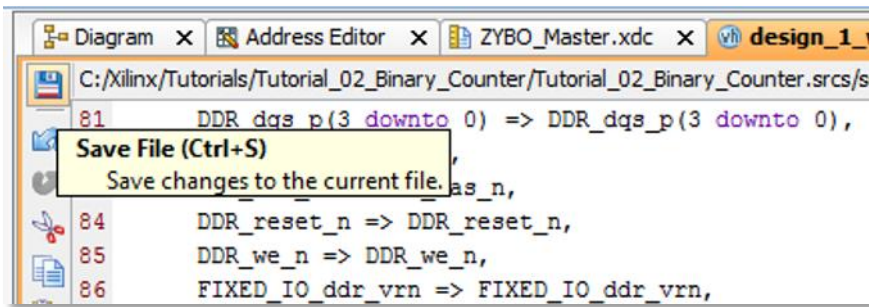 Diagram X Address Editor X ZYBO_Master.xdc X vh design_1_
C:/Xilinx/Tutorials/Tutorial_02_Binary_Counter/Tutorial_02_Binary_Counter.srcs/s
81 DDR_dqs_p(3 downto 0) => DDR_dqs_p(3 downto 0),
Save File (Ctrl+S)
Save changes to the current file.
as_n,
84 DDR_reset_n => DDR_reset_n,
85 DDR_we_n => DDR_we_n,
86 FIXED_IO_ddr_vrn => FIXED_IO_ddr_vrn,